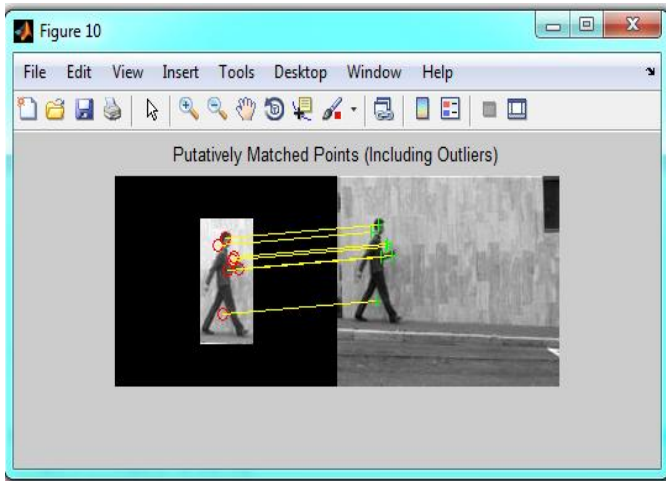 Figure 10
File Edit View Insert Tools Desktop Window Help
Putatively Matched Points (Including Outliers)